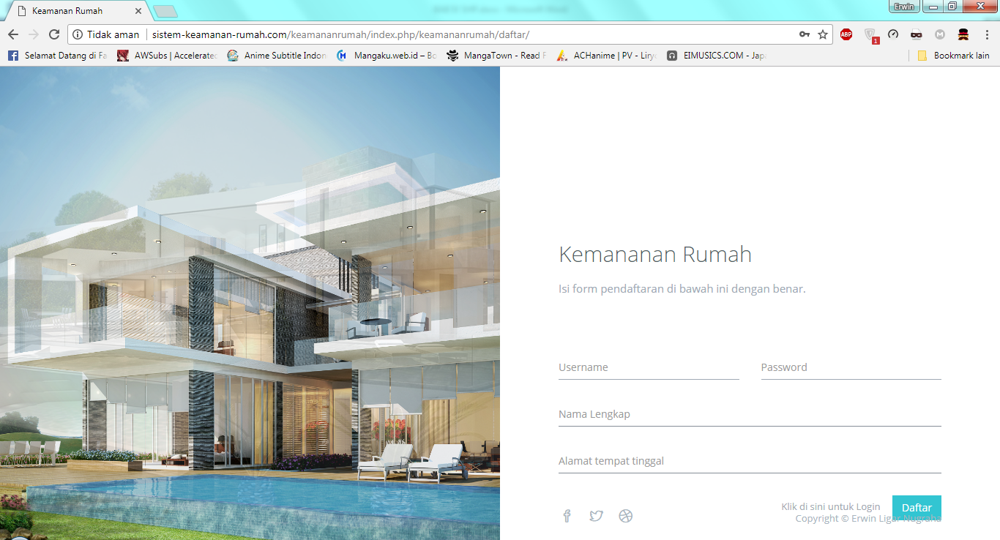 Keamanan Rumah
Erwin
Tidak aman
sistem-keamanan-rumah.com/keamananrumah/index.php/keamananrumah/daftar/
ABP
1
Selamat Datang di Fa
AWSubs | Accelerated
Anime Subtitle Indon
Mangaku.web.id – Bo
MangaTown - Read F
ACHanime | PV - Liryc
EIMUSICS.COM - Japa
Bookmark lain
Kemananan Rumah
Isi form pendaftaran di bawah ini dengan benar.
Username
Password
Nama Lengkap
Alamat tempat tinggal
Klik di sini untuk Login
Daftar
Copyright © Erwin Ligar Nugraha